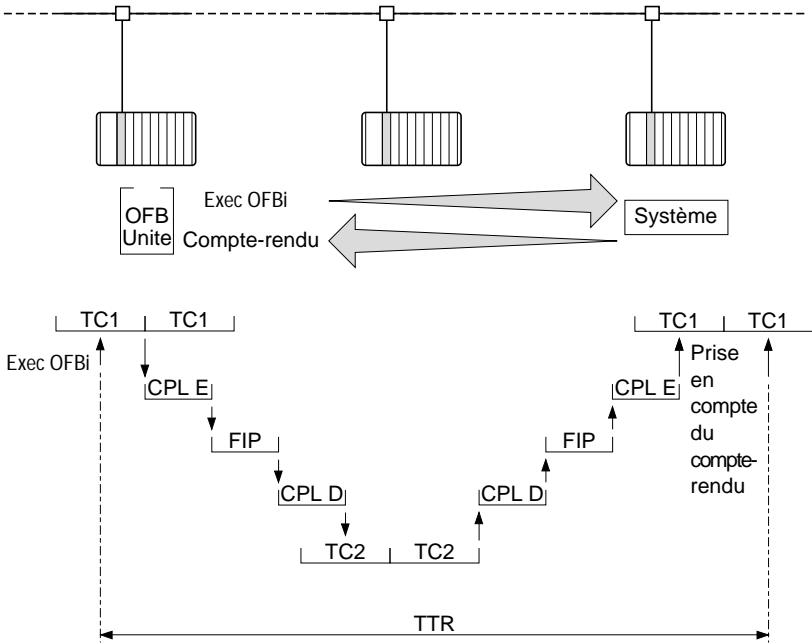 Exec OFBi
OFB
Unite
Système
Compte-rendu
TC1 TC1 TC1 TC1
Exec OFBi
Prise
en
compte
du
compte-
rendu
CPL E CPL E
FIP FIP
CPL D CPL D
TC2 TC2
TTR